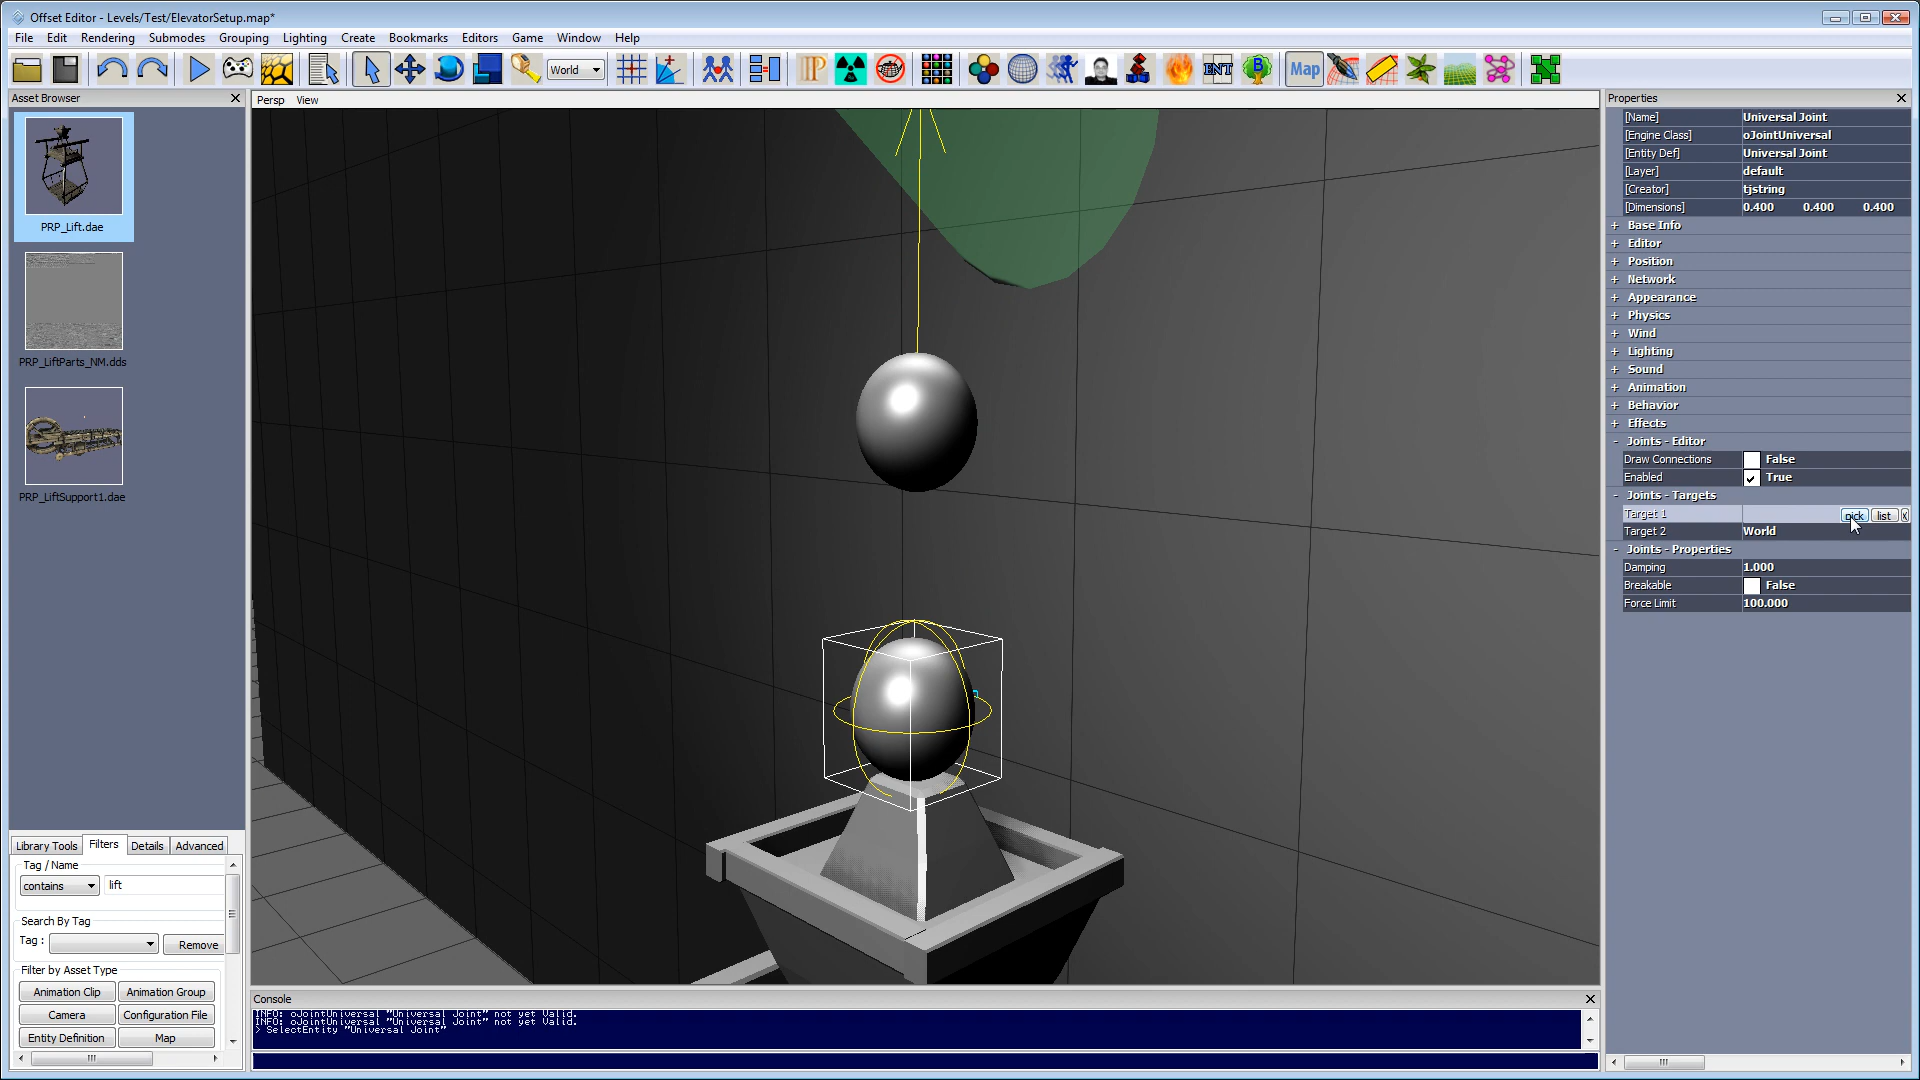 Offset Editor - Levels/Test/ElevatorSetup.map*
File Edit Rendering Submodes Grouping Lighting Create Bookmarks Editors Game Window Help
World
IP
ENT
B
Map
Asset Browser
PRP_Lift.dae
PRP_LiftParts_NM.dds
PRP_LiftSupport1.dae
Library Tools Filters Details Advanced
Tag / Name
contains lift
Search By Tag
Tag : Remove
Filter by Asset Type
Animation Clip Animation Group
Camera Configuration File
Entity Definition Map
Persp View
Console
INFO: oJointUniversal "Universal Joint" not yet Valid.
INFO: oJointUniversal "Universal Joint" not yet Valid.
> SelectEntity "Universal Joint"
Properties
[Name] Universal Joint
[Engine Class] oJointUniversal
[Entity Def] Universal Joint
[Layer] default
[Creator] tjstring
[Dimensions] 0.400 0.400 0.400
+ Base Info
+ Editor
+ Position
+ Network
+ Appearance
+ Physics
+ Wind
+ Lighting
+ Sound
+ Animation
+ Behavior
+ Effects
- Joints - Editor
Draw Connections False
Enabled True
- Joints - Targets
Target 1 pick list X
Target 2 World
- Joints - Properties
Damping 1.000
Breakable False
Force Limit 100.000